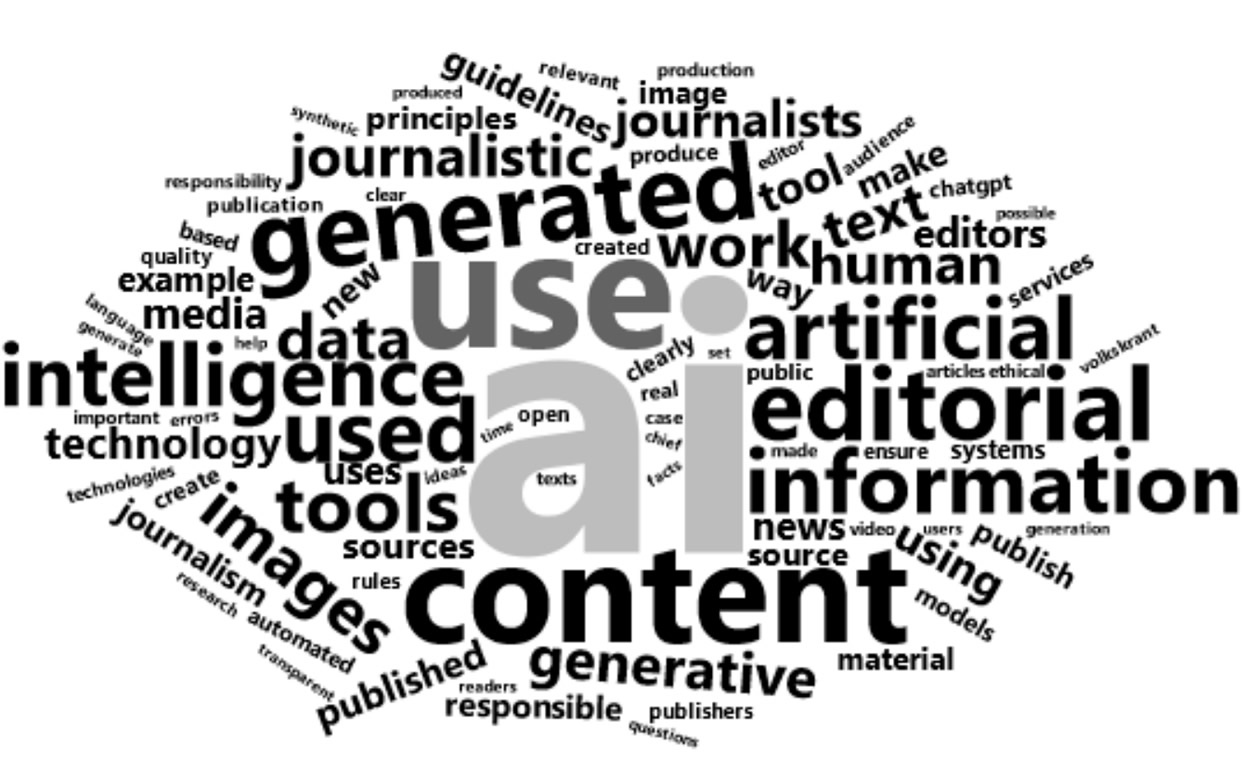 guidelines
relevant
production
produced
image
synthetic
principles
journalists
journalistic
produce
editor
audience
responsibility
clear
generated
tool
make
chatgpt
publication
text
possible
based
created
work
editors
quality
human
example
new
use
way
services
language
media
generate
help
data
clearly
set
artificial
volkskrant
intelligence
ai
real
public
articles
ethical
important
errors
used
time
open
case
editorial
technology
chief
made
ensure
systems
uses
ideas
texts
facts
technologies
create
tools
information
images
journalism
sources
news
video
users
publish
generation
source
using
rules
content
research
models
automated
transparent
published
generative
material
readers
responsible
publishers
questions